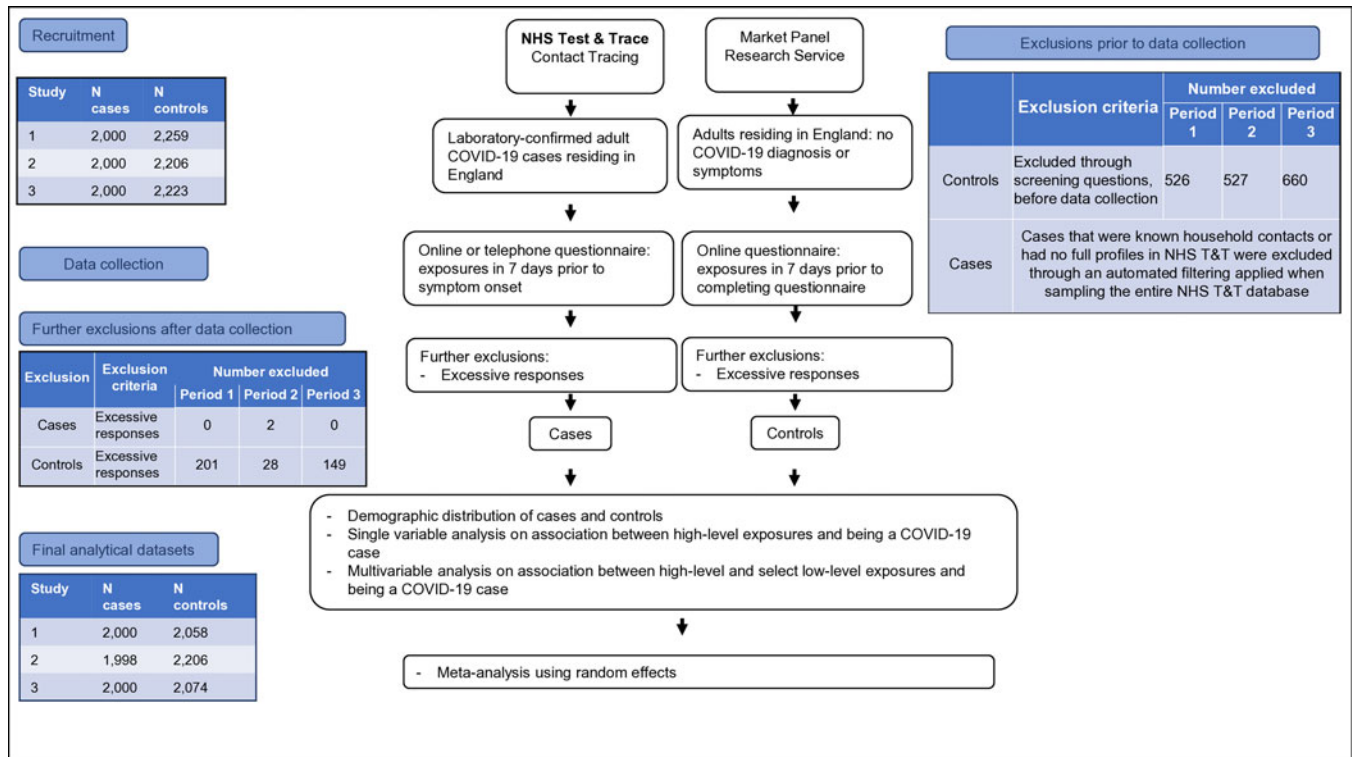 Recruitment
Study N cases N controls
1 2,000 2,259
2 2,000 2,206
3 2,000 2,223
Data collection
Further exclusions after data collection
Exclusion Exclusion criteria Number excluded
Period 1 Period 2 Period 3
Cases Excessive responses 0 2 0
Controls Excessive responses 201 28 149
Final analytical datasets
Study N cases N controls
1 2,000 2,058
2 1,998 2,206
3 2,000 2,074
NHS Test & Trace
Contact Tracing
Laboratory-confirmed adult
COVID-19 cases residing in
England
Online or telephone questionnaire:
exposures in 7 days prior to
symptom onset
Further exclusions:
- Excessive responses
Cases
Market Panel
Research Service
Adults residing in England: no
COVID-19 diagnosis or
symptoms
Online questionnaire:
exposures in 7 days prior to
completing questionnaire
Further exclusions:
- Excessive responses
Controls
- Demographic distribution of cases and controls
- Single variable analysis on association between high-level exposures and being a COVID-19
case
- Multivariable analysis on association between high-level and select low-level exposures and
being a COVID-19 case
- Meta-analysis using random effects
Exclusions prior to data collection
Exclusion criteria Number excluded
Period 1 Period 2 Period 3
Controls Excluded through
screening questions, 526 527 660
before data collection
Cases Cases that were known household contacts or
had no full profiles in NHS T&T were excluded
through an automated filtering applied when
sampling the entire NHS T&T database